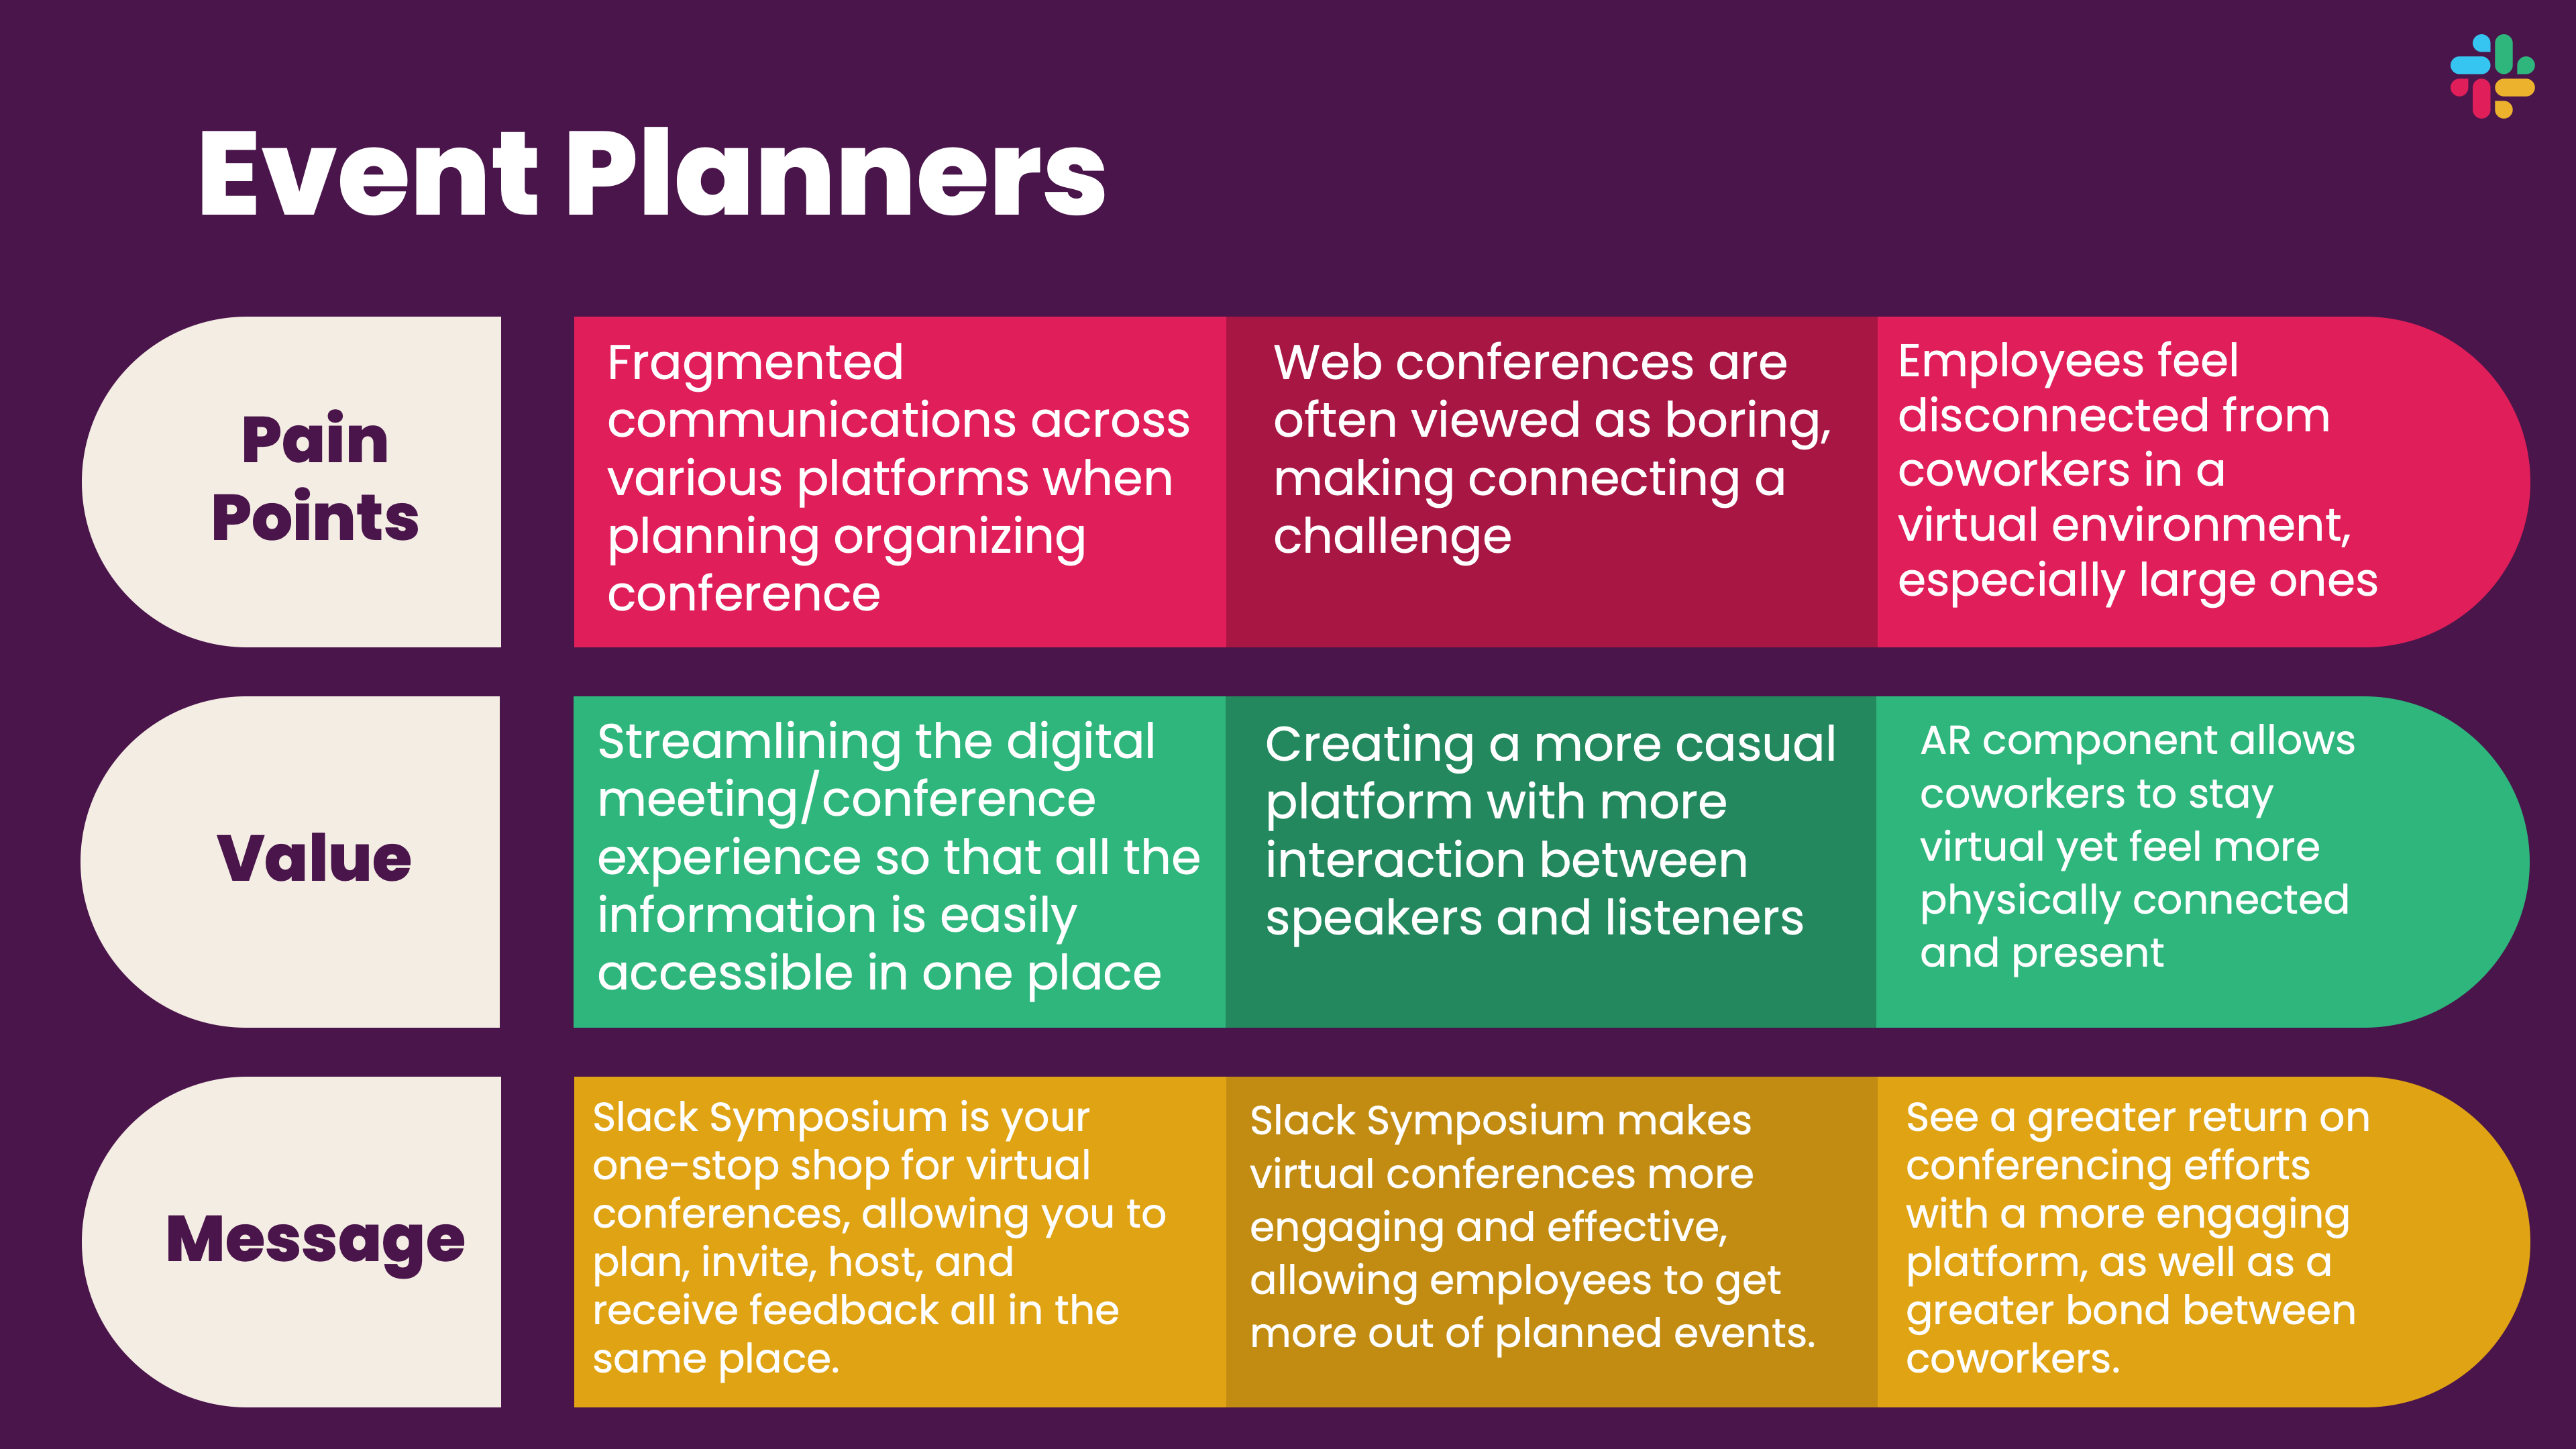 Event Planners
Pain
Points
Fragmented
communications across
various platforms when
planning organizing
conference
Web conferences are
often viewed as boring,
making connecting a
challenge
Employees feel
disconnected from
coworkers in a
virtual environment,
especially large ones
Value
Streamlining the digital
meeting/conference
experience so that all the
information is easily
accessible in one place
Creating a more casual
platform with more
interaction between
speakers and listeners
AR component allows
coworkers to stay
virtual yet feel more
physically connected
and present
Message
Slack Symposium is your
one-stop shop for virtual
conferences, allowing you to
plan, invite, host, and
receive feedback all in the
same place.
Slack Symposium makes
virtual conferences more
engaging and effective,
allowing employees to get
more out of planned events.
See a greater return on
conferencing efforts
with a more engaging
platform, as well as a
greater bond between
coworkers.